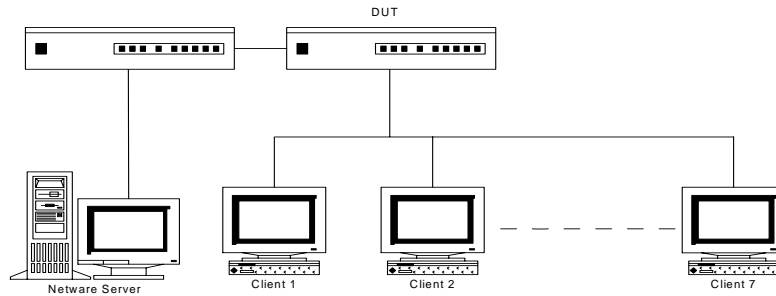 DUT
Netware Server
Client 1
Client 2
Client 7